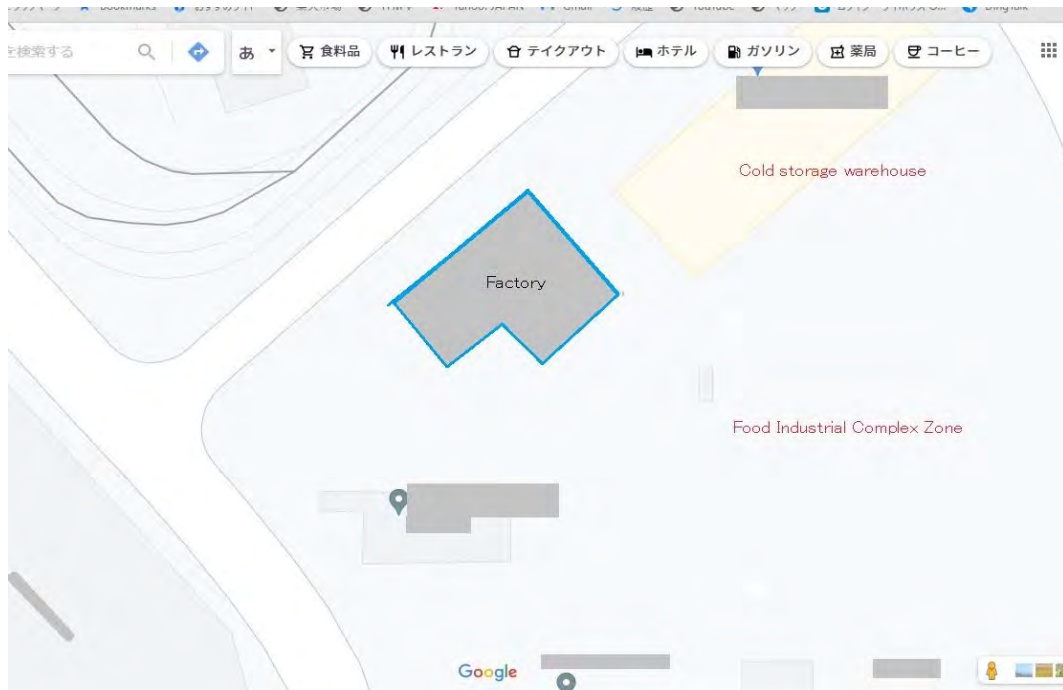 を検索する
あ
食料品
レストラン
テイクアウト
ホテル
ガソリン
薬局
コーヒー
Cold storage warehouse
Factory
Food Industrial Complex Zone
Google